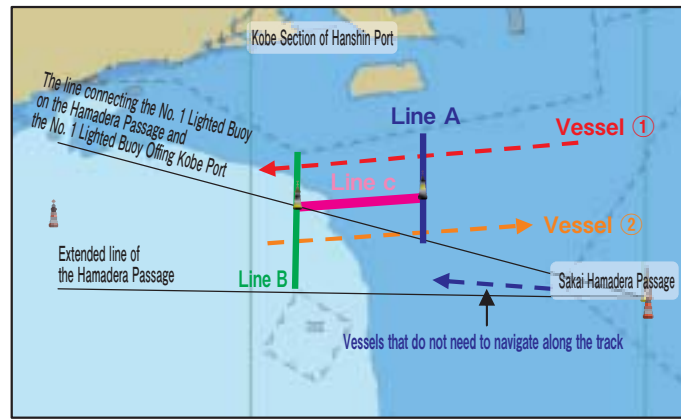 Kobe Section of Hanshin Port
The line connecting the No. 1 Lighted Buoy
on the Hamadera Passage and
the No. 1 Lighted Buoy Offing Kobe Port
Line A
Vessel ①
Line c
Vessel ②
Extended line of
the Hamadera Passage
Line B
Sakai Hamadera Passage
Vessels that do not need to navigate along the track